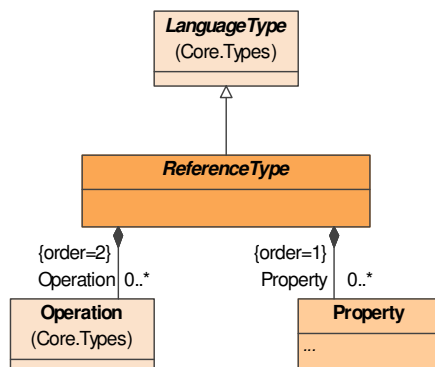 LanguageType
(Core.Types)
ReferenceType
{order=2}
{order=1}
Operation 0..*
Property 0..*
Operation
(Core.Types)
Property
...